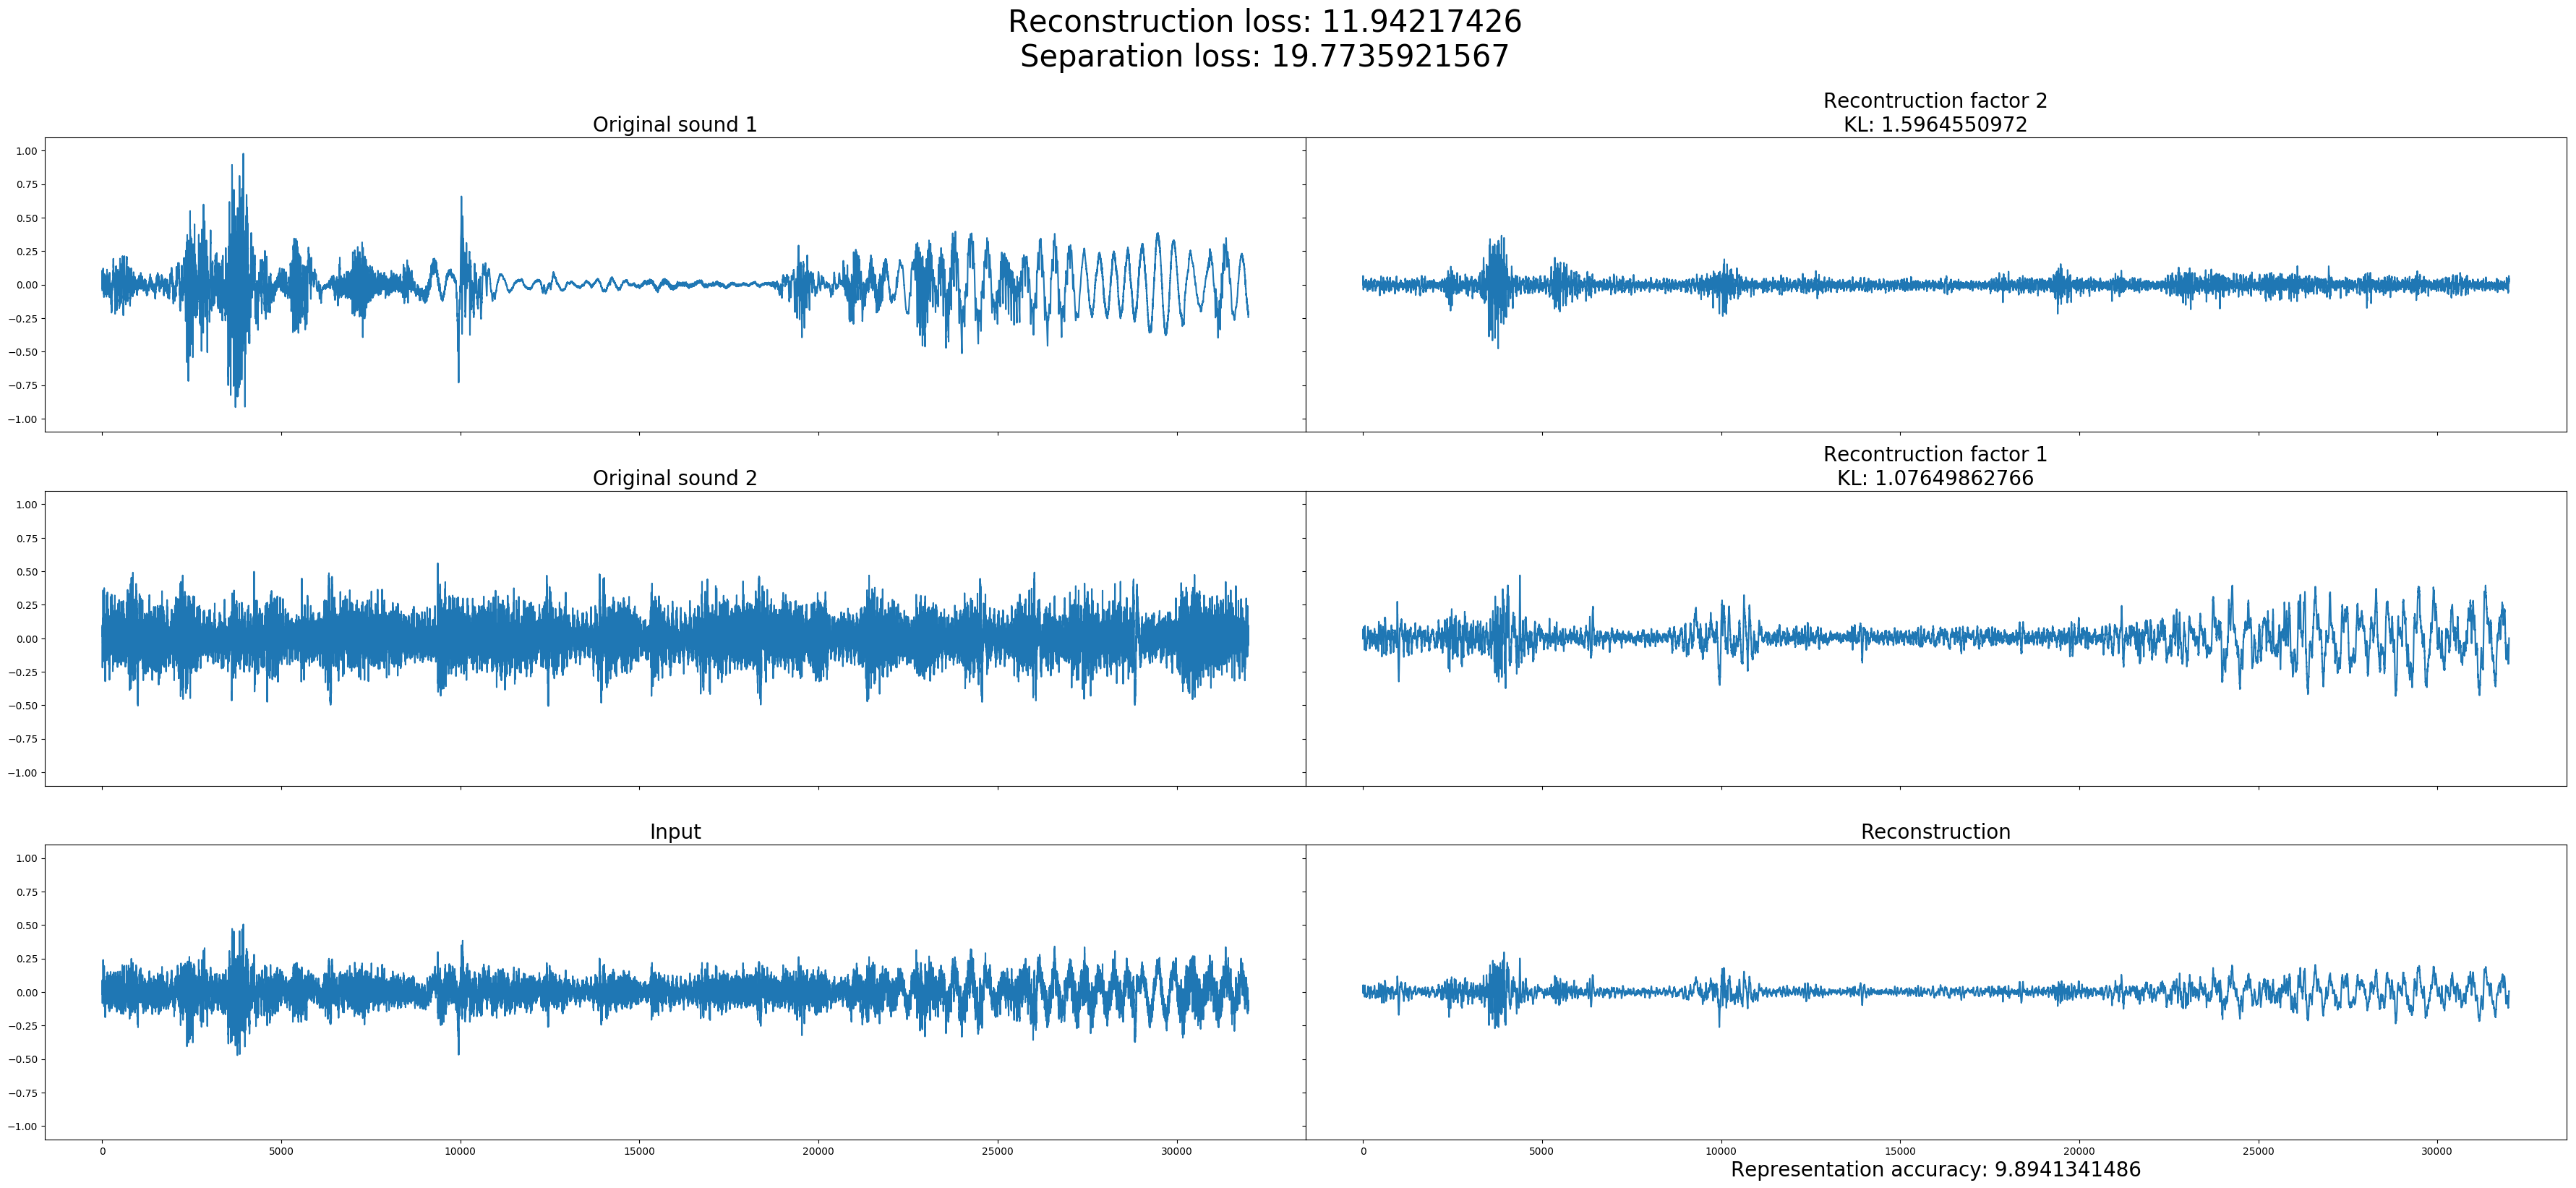 Reconstruction loss: 11.94217426
Separation loss: 19.7735921567
Original sound 1
Recontruction factor 2
KL: 1.5964550972
1.00
0.75
0.50
0.25
0.00
−0.25
−0.50
−0.75
−1.00
Original sound 2
Recontruction factor 1
KL: 1.07649862766
1.00
0.75
0.50
0.25
0.00
−0.25
−0.50
−0.75
−1.00
Input
Reconstruction
1.00
0.75
0.50
0.25
0.00
−0.25
−0.50
−0.75
−1.00
0 5000 10000 15000 20000 25000 30000
0 5000 10000 15000 20000 25000 30000
Representation accuracy: 9.8941341486